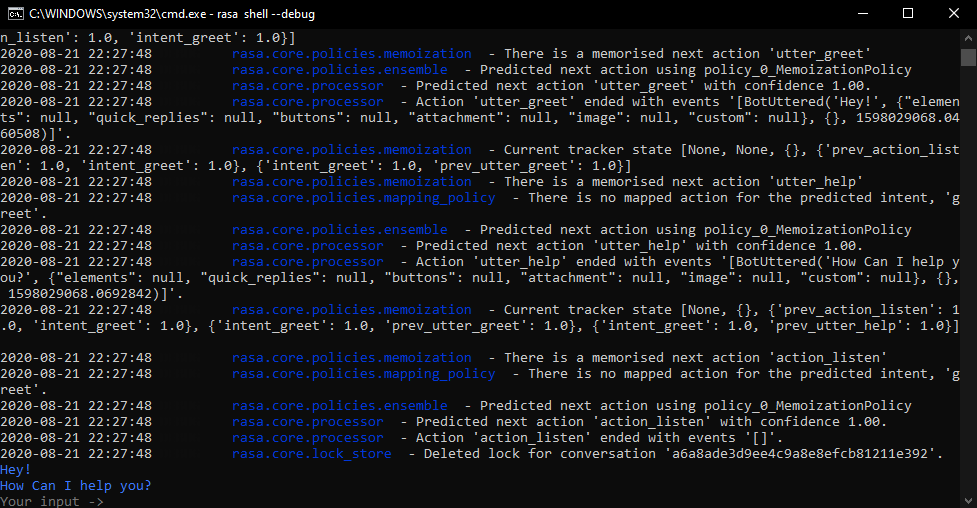 C:\WINDOWS\system32\cmd.exe - rasa shell --debug
n_listen': 1.0, 'intent_greet': 1.0}]
2020-08-21 22:27:48 rasa.core.policies.memoization - There is a memorised next action 'utter_greet'
2020-08-21 22:27:48 rasa.core.policies.ensemble - Predicted next action using policy_0_MemoizationPolicy
2020-08-21 22:27:48 rasa.core.processor - Predicted next action 'utter_greet' with confidence 1.00.
2020-08-21 22:27:48 rasa.core.processor - Action 'utter_greet' ended with events '[BotUttered('Hey!', {"elemen
ts": null, "quick_replies": null, "buttons": null, "attachment": null, "image": null, "custom": null}, {}, 1598029068.04
60508)]'.
2020-08-21 22:27:48 rasa.core.policies.memoization - Current tracker state [None, None, {}, {'prev_action_list
en': 1.0, 'intent_greet': 1.0}, {'intent_greet': 1.0, 'prev_utter_greet': 1.0}]
2020-08-21 22:27:48 rasa.core.policies.memoization - There is a memorised next action 'utter_help'
2020-08-21 22:27:48 rasa.core.policies.mapping_policy - There is no mapped action for the predicted intent, 'g
reet'.
2020-08-21 22:27:48 rasa.core.policies.ensemble - Predicted next action using policy_0_MemoizationPolicy
2020-08-21 22:27:48 rasa.core.processor - Predicted next action 'utter_help' with confidence 1.00.
2020-08-21 22:27:48 rasa.core.processor - Action 'utter_help' ended with events '[BotUttered('How Can I help y
ou?', {"elements": null, "quick_replies": null, "buttons": null, "attachment": null, "image": null, "custom": null}, {},
1598029068.0692842)]'.
2020-08-21 22:27:48 rasa.core.policies.memoization - Current tracker state [None, {}, {'prev_action_listen': 1
.0, 'intent_greet': 1.0}, {'intent_greet': 1.0, 'prev_utter_greet': 1.0}, {'intent_greet': 1.0, 'prev_utter_help': 1.0}]
2020-08-21 22:27:48 rasa.core.policies.memoization - There is a memorised next action 'action_listen'
2020-08-21 22:27:48 rasa.core.policies.mapping_policy - There is no mapped action for the predicted intent, 'g
reet'.
2020-08-21 22:27:48 rasa.core.policies.ensemble - Predicted next action using policy_0_MemoizationPolicy
2020-08-21 22:27:48 rasa.core.processor - Predicted next action 'action_listen' with confidence 1.00.
2020-08-21 22:27:48 rasa.core.processor - Action 'action_listen' ended with events '[]'.
2020-08-21 22:27:48 rasa.core.lock_store - Deleted lock for conversation 'a6a8ade3d9ee4c9a8e8efcb81211e392'.
Hey!
How Can I help you?
Your input ->